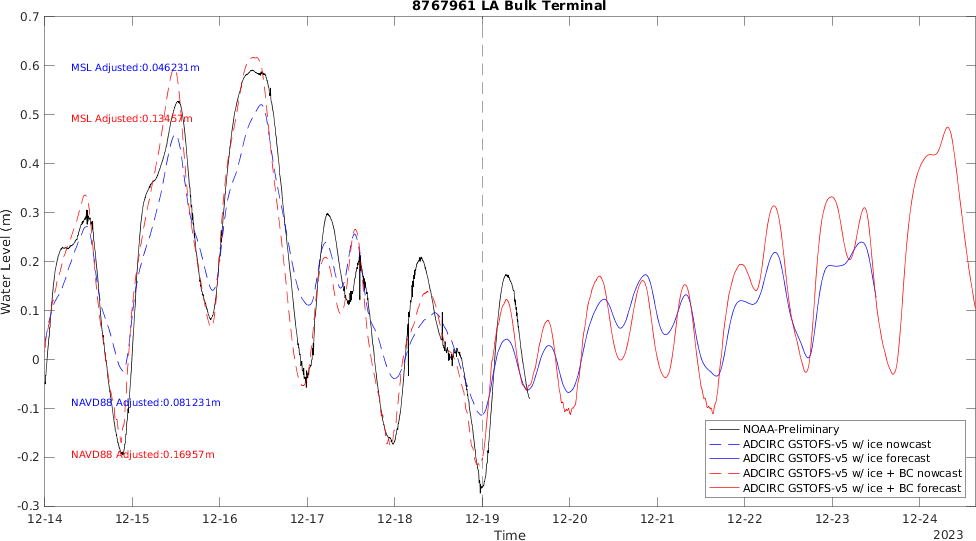 8767961 LA Bulk Terminal
0.7
0.6
0.5
0.4
0.3
0.2
0.1
0
-0.1
-0.2
-0.3
Water Level (m)
MSL Adjusted:0.046231m
MSL Adjusted:0.13457m
NAVD88 Adjusted:0.081231m
NAVD88 Adjusted:0.16957m
NOAA-Preliminary
ADCIRC GSTOFS-v5 w/ ice nowcast
ADCIRC GSTOFS-v5 w/ ice forecast
ADCIRC GSTOFS-v5 w/ ice + BC nowcast
ADCIRC GSTOFS-v5 w/ ice + BC forecast
12-14 12-15 12-16 12-17 12-18 12-19 12-20 12-21 12-22 12-23 12-24
Time
2023